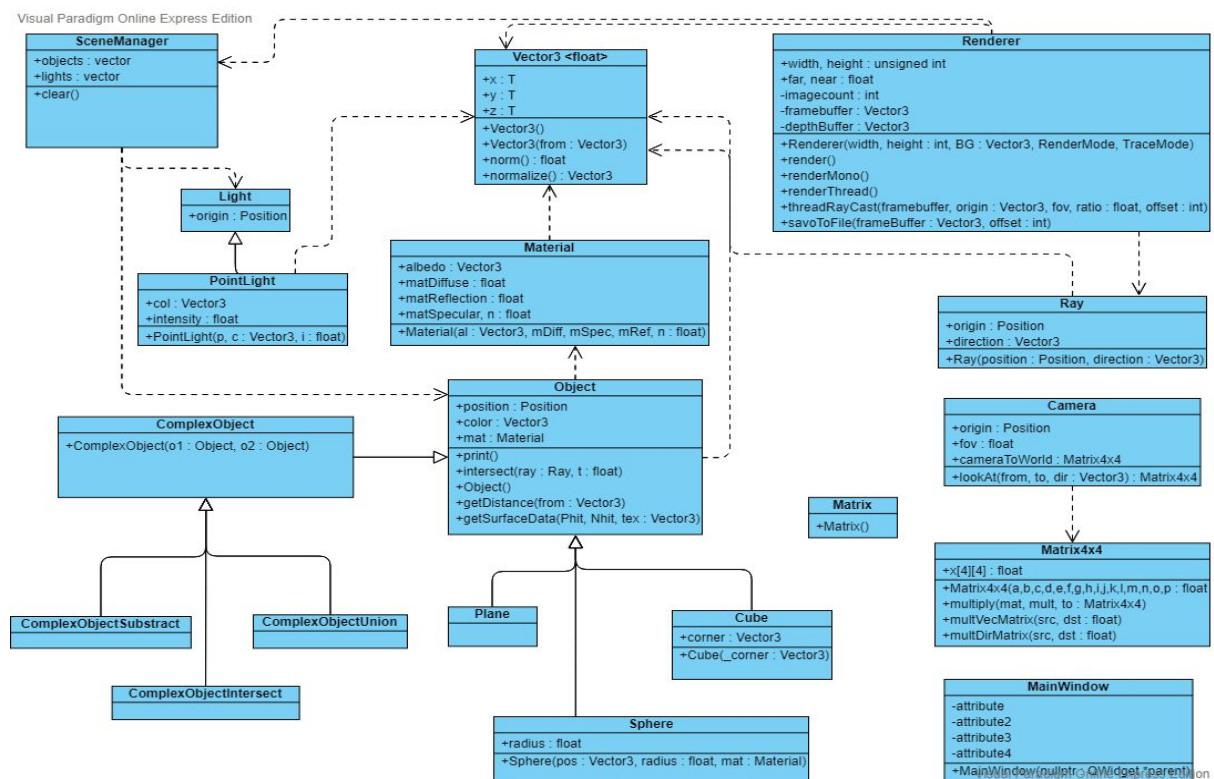 Visual Paradigm Online Express Edition
SceneManager
+objects : vector
+lights : vector
+clear()
Vector3 <float>
+x : T
+y : T
+z : T
+Vector3()
+Vector3(from : Vector3)
+norm() : float
+normalize() : Vector3
Renderer
+width, height : unsigned int
+far, near : float
-imagecount : int
-framebuffer : Vector3
-depthBuffer : Vector3
+Renderer(width, height : int, BG : Vector3, RenderMode, TraceMode)
+render()
+renderMono()
+renderThread()
+threadRayCast(framebuffer, origin : Vector3, fov, ratio : float, offset : int)
+savoToFile(frameBuffer : Vector3, offset : int)
Light
+origin : Position
PointLight
+col : Vector3
+intensity : float
+PointLight(p, c : Vector3, i : float)
Material
+albedo : Vector3
+matDiffuse : float
+matReflection : float
+matSpecular, n : float
+Material(al : Vector3, mDiff, mSpec, mRef, n : float)
Ray
+origin : Position
+direction : Vector3
+Ray(position : Position, direction : Vector3)
Object
+position : Position
+color : Vector3
+mat : Material
+print()
+intersect(ray : Ray, t : float)
+Object()
+getDistance(from : Vector3)
+getSurfaceData(Phit, Nhit, tex : Vector3)
ComplexObject
+ComplexObject(o1 : Object, o2 : Object)
Camera
+origin : Position
+fov : float
+cameraToWorld : Matrix4x4
+lookAt(from, to, dir : Vector3) : Matrix4x4
Matrix
+Matrix()
Matrix4x4
+x[4][4] : float
+Matrix4x4(a,b,c,d,e,f,g,h,i,j,k,l,m,n,o,p : float
+multiply(mat, mult, to : Matrix4x4)
+multVecMatrix(src, dst : float)
+multDirMatrix(src, dst : float)
ComplexObjectSubstract
ComplexObjectUnion
ComplexObjectIntersect
Plane
Cube
+corner : Vector3
+Cube(_corner : Vector3)
Sphere
+radius : float
+Sphere(pos : Vector3, radius : float, mat : Material)
MainWindow
-attribute
-attribute2
-attribute3
-attribute4
+MainWindow(nullptr : QWidget *parent)
Visual Paradigm Online Express Edition